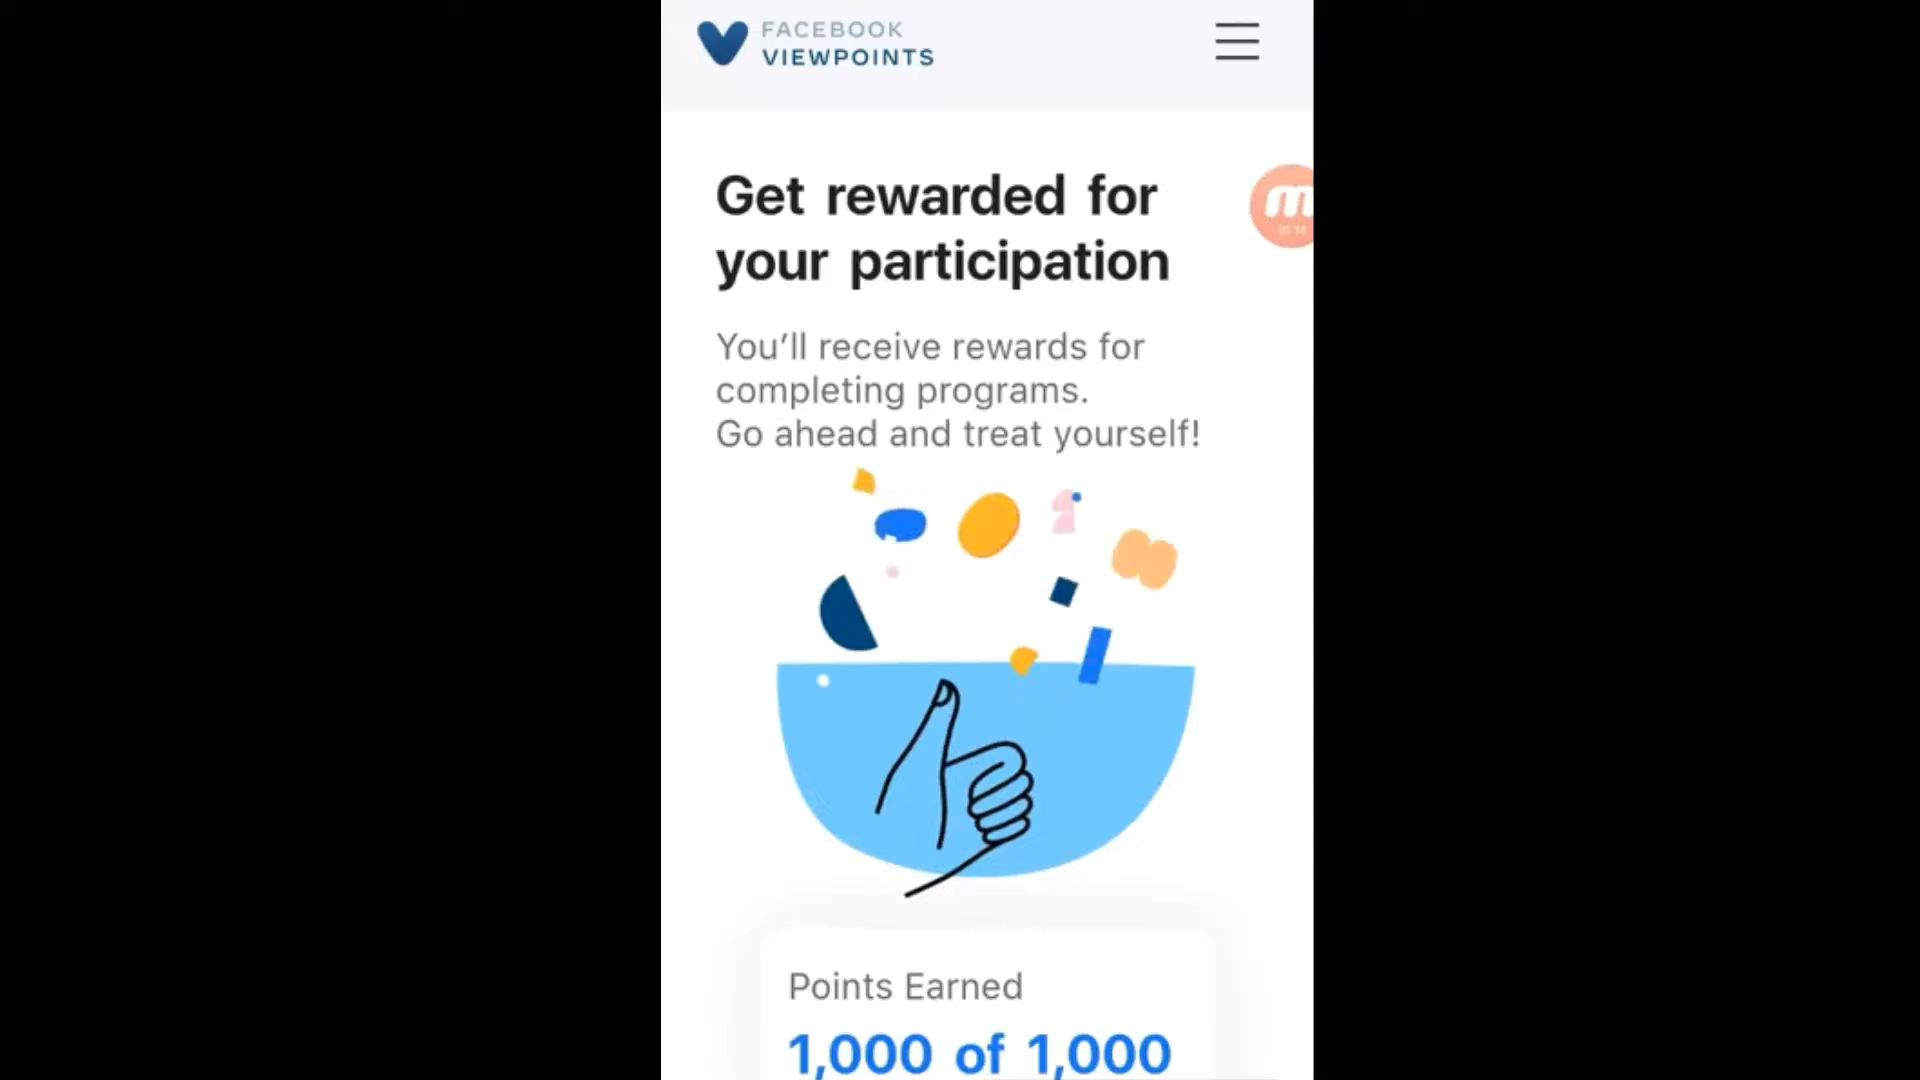 FACEBOOK
VIEWPOINTS
Get rewarded for
your participation
You'll receive rewards for
completing programs.
Go ahead and treat yourself!
Points Earned
1,000 of 1,000